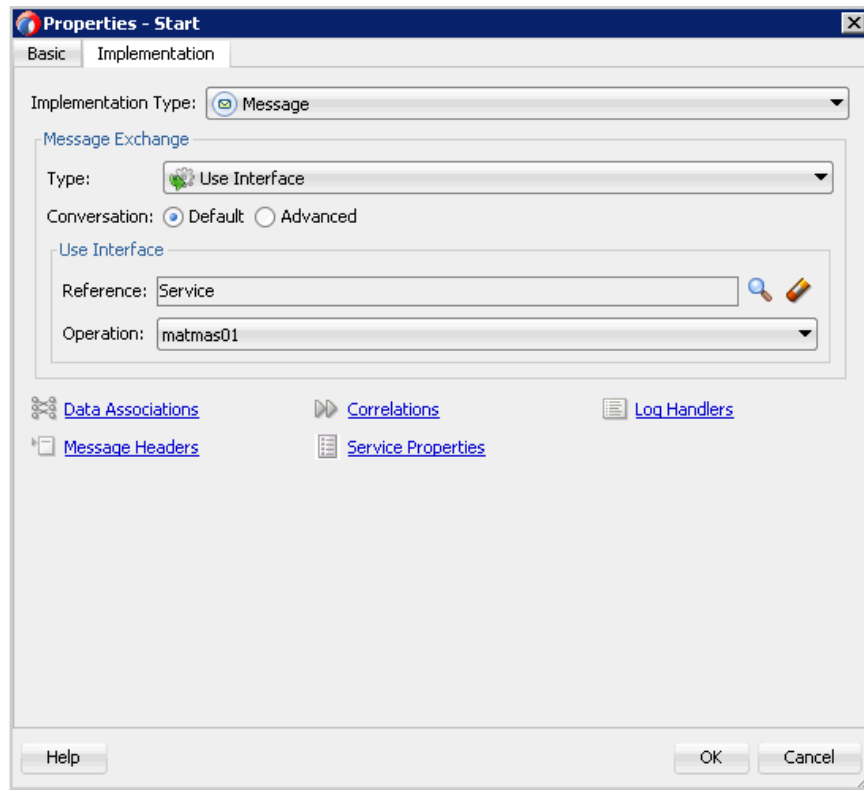 Properties - Start
Basic Implementation
Implementation Type: Message
Message Exchange
Type: Use Interface
Conversation: Default Advanced
Use Interface
Reference: Service
Operation: matmas01
Data Associations Correlations Log Handlers
Message Headers Service Properties
Help OK Cancel